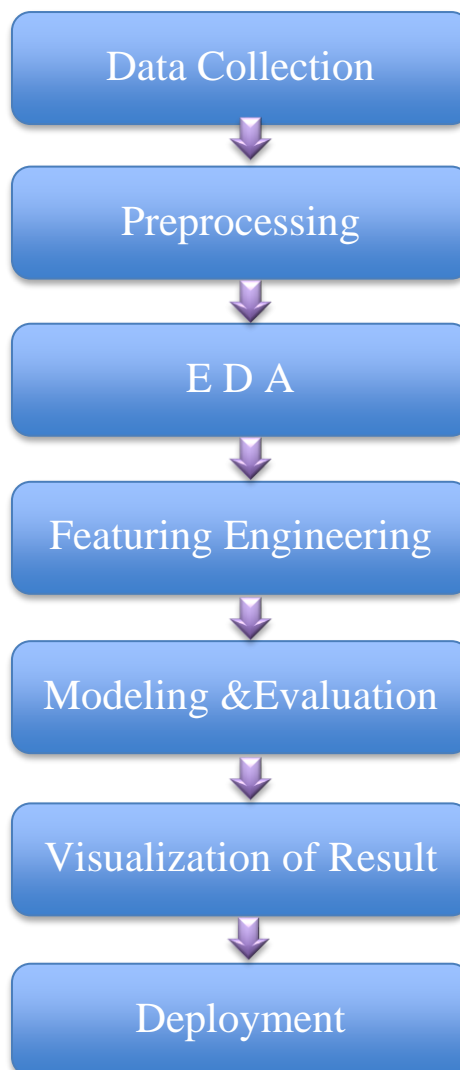 Data Collection
Preprocessing
E D A
Featuring Engineering
Modeling &Evaluation
Visualization of Result
Deployment